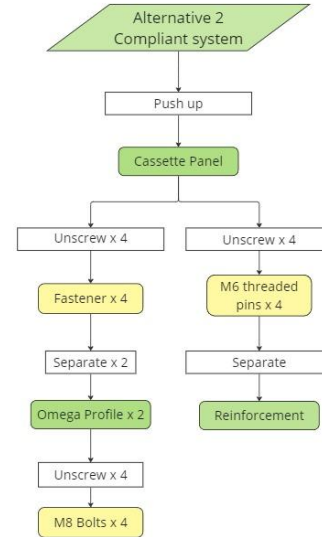 Alternative 2
Compliant system
Push up
Cassette Panel
Unscrew x 4
Unscrew x 4
Fastener x 4
M6 threaded
pins x 4
Separate x 2
Separate
Omega Profile x 2
Reinforcement
Unscrew x 4
M8 Bolts x 4